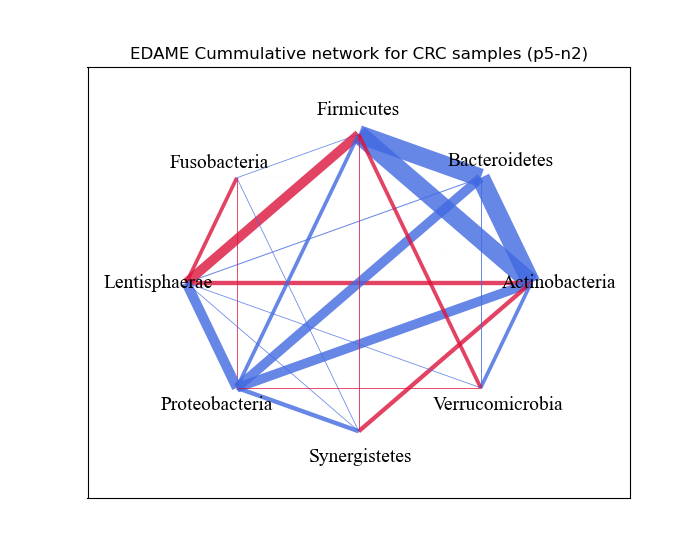 EDAME Cummulative network for CRC samples (p5-n2)
Firmicutes
Fusobacteria
Bacteroidetes
Lentisphaerae
Actinobacteria
Proteobacteria
Verrucomicrobia
Synergistetes